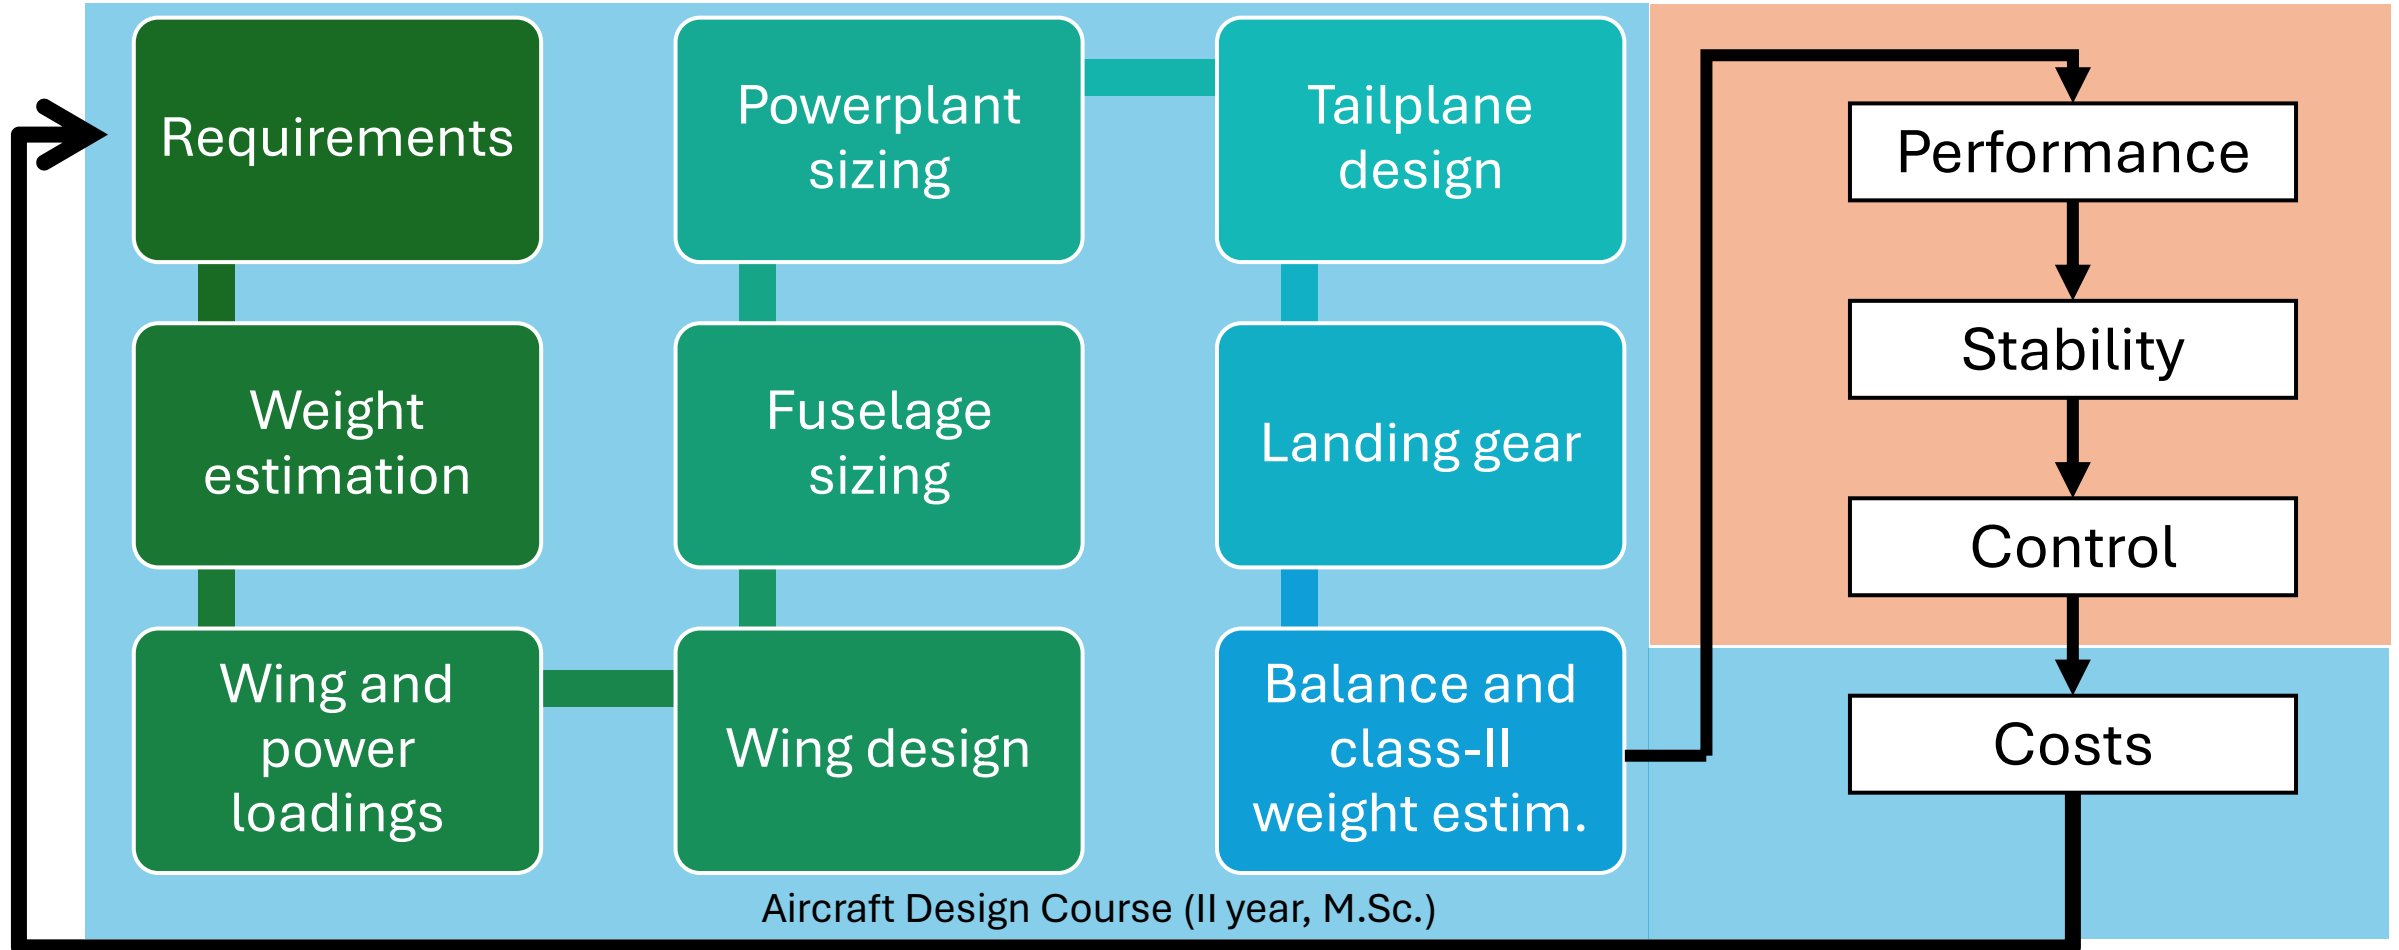 Requirements
Weight
estimation
Wing and
power
loadings
Wing design
Fuselage
sizing
Powerplant
sizing
Tailplane
design
Landing gear
Balance and
class-II
weight estim.
Performance
Stability
Control
Costs
Aircraft Design Course (II year, M.Sc.)